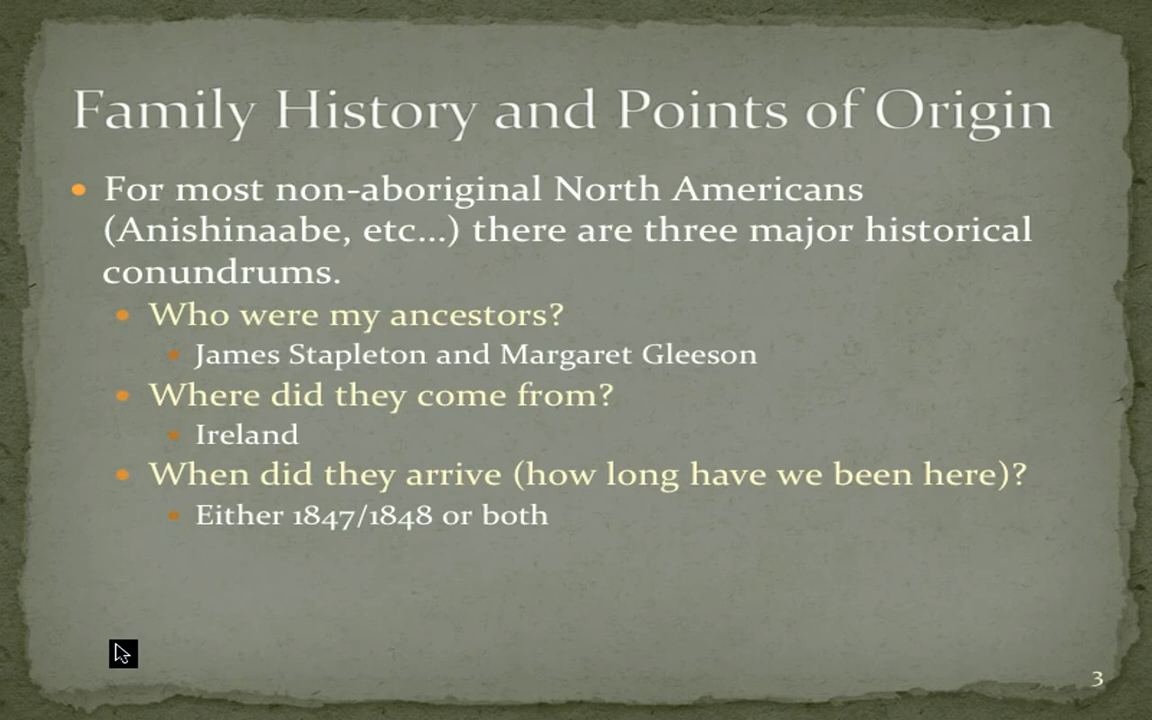 Family History and Points of Origin
For most non-aboriginal North Americans
(Anishinaabe, etc...) there are three major historical
conundrums.
Who were my ancestors?
James Stapleton and Margaret Gleeson
Where did they come from?
Ireland
When did they arrive (how long have we been here)?
Either 1847/1848 or both
3